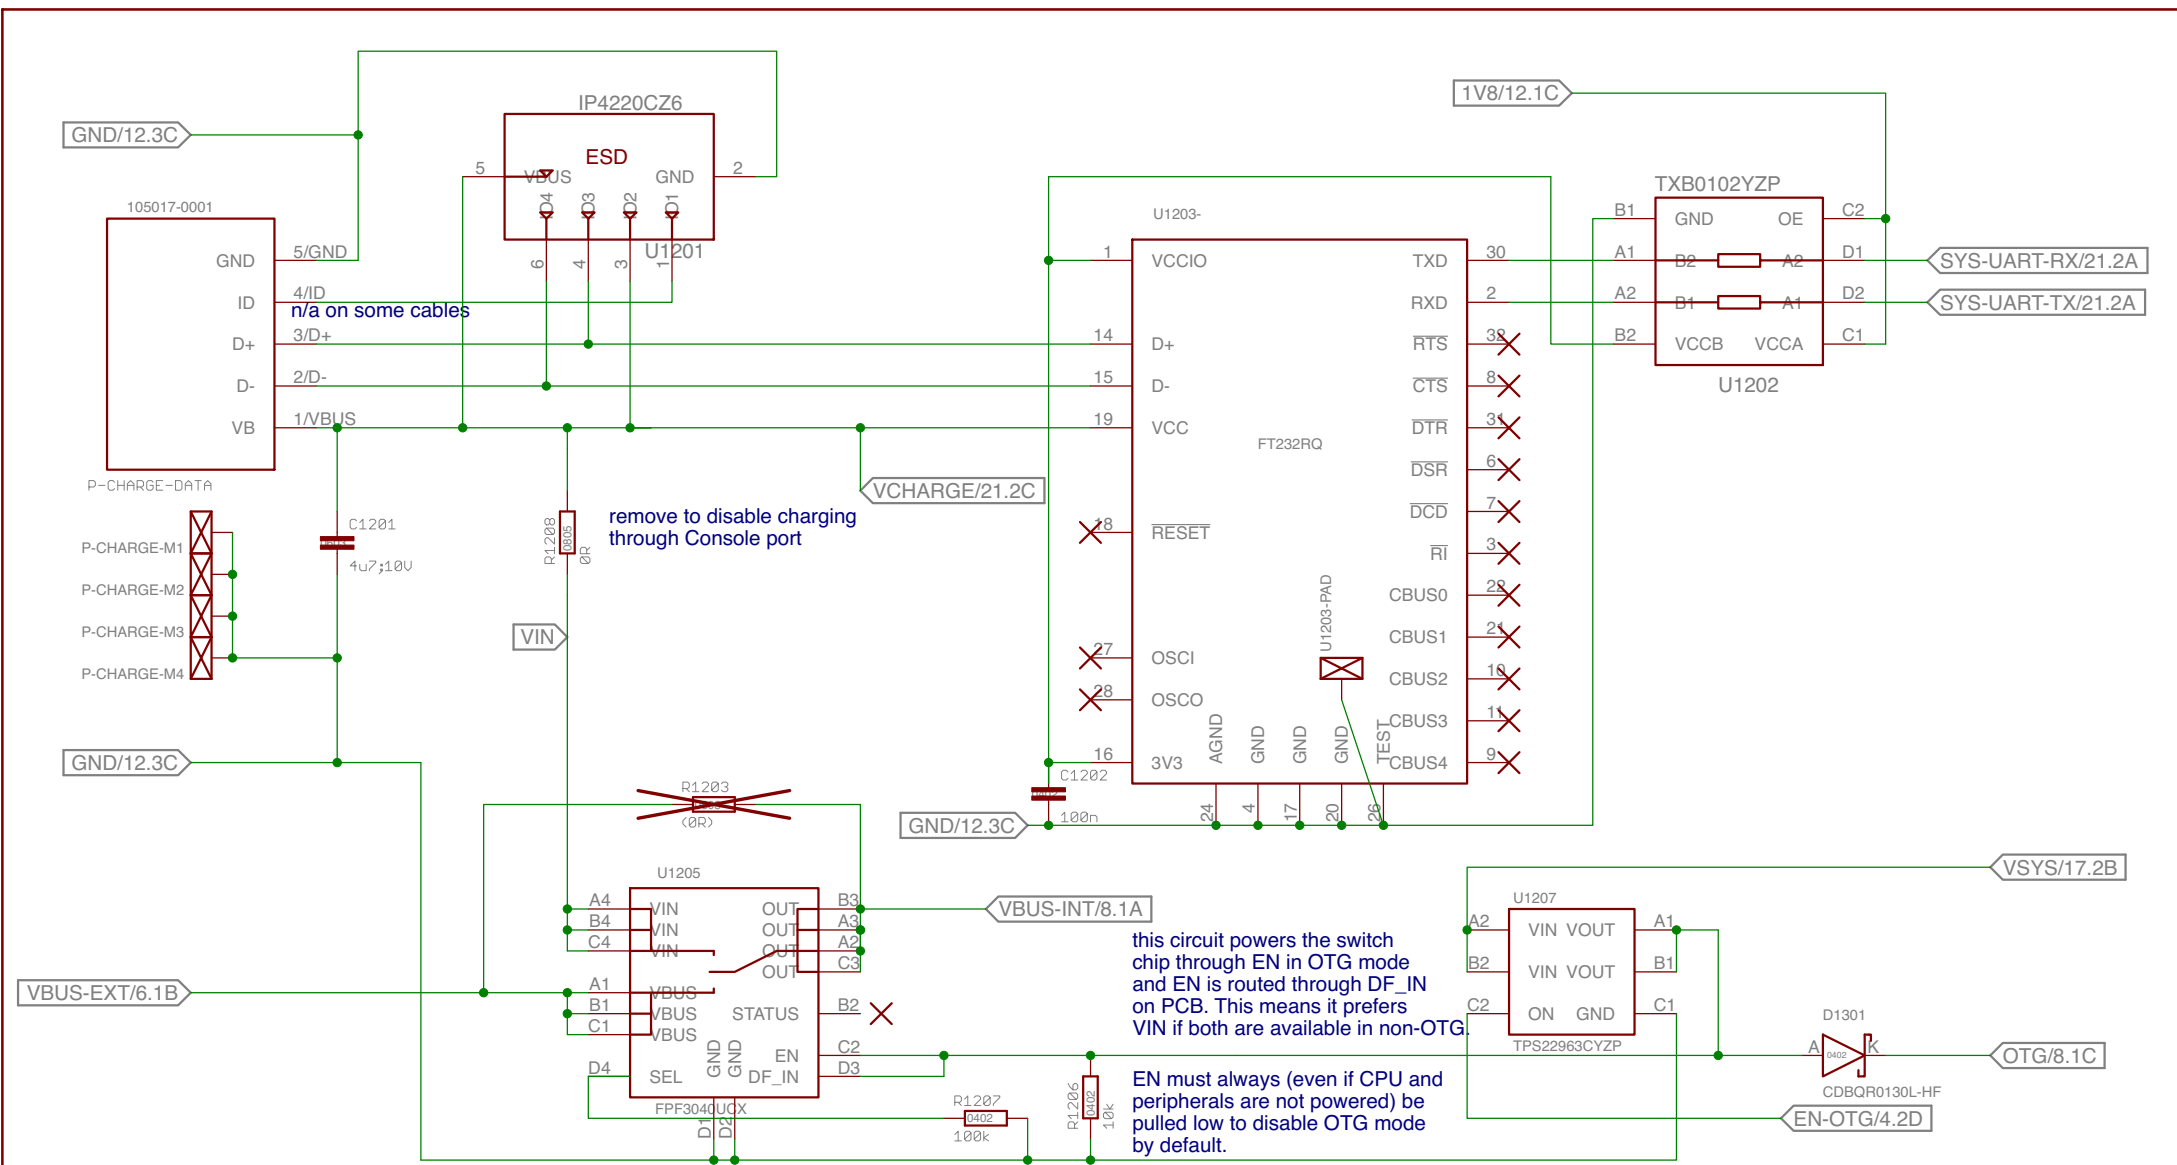 GND/12.3C
IP4220CZ6
ESD
5
VBUS
GND
2
ID4
ID3
ID2
ID1
U1201
6
4
3
1
105017-0001
GND
5/GND
ID
4/ID
n/a on some cables
D+
3/D+
D-
2/D-
VB
1/VBUS
P-CHARGE-DATA
P-CHARGE-M1
P-CHARGE-M2
P-CHARGE-M3
P-CHARGE-M4
C1201
4u7;10V
GND/12.3C
R1208
0805
0R
remove to disable charging
through Console port
VIN
VCHARGE/21.2C
U1203-
1
VCCIO
14
D+
15
D-
19
VCC
18
RESET
27
OSCI
28
OSCO
16
3V3
FT232RQ
TXD
30
RXD
2
RTS
32
CTS
8
DTR
31
DSR
6
DCD
7
RI
3
CBUS0
22
CBUS1
21
CBUS2
10
CBUS3
11
CBUS4
9
U1203-PAD
AGND
GND
GND
GND
TEST
24
4
17
20
26
C1202
100n
GND/12.3C
1V8/12.1C
TXB0102YZP
B1
GND
OE
C2
A1
B2
A2
D1
A2
B1
A1
D2
B2
VCCB
VCCA
C1
U1202
SYS-UART-RX/21.2A
SYS-UART-TX/21.2A
R1203
(0R)
U1205
A4
VIN
OUT
B3
B4
VIN
OUT
A3
C4
VIN
OUT
A2
OUT
C3
A1
VBUS
B1
VBUS
STATUS
B2
C1
VBUS
GND
GND
EN
C2
D4
SEL
DF_IN
D3
FPF3040UCX
D1
D2
VBUS-EXT/6.1B
VBUS-INT/8.1A
R1207
0402
100k
R1206
0402
10k
this circuit powers the switch
chip through EN in OTG mode
and EN is routed through DF_IN
on PCB. This means it prefers
VIN if both are available in non-OTG.
EN must always (even if CPU and
peripherals are not powered) be
pulled low to disable OTG mode
by default.
VSYS/17.2B
U1207
A2
VIN
VOUT
A1
B2
VIN
VOUT
B1
C2
ON
GND
C1
TPS22963CYZP
D1301
A
0402
K
CDBQR0130L-HF
OTG/8.1C
EN-OTG/4.2D